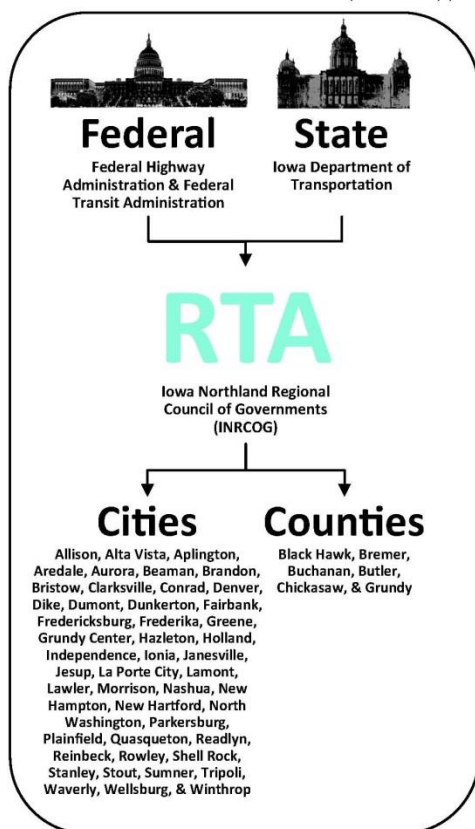 Federal
Federal Highway
Administration & Federal
Transit Administration
State
Iowa Department of
Transportation
RTA
Iowa Northland Regional
Council of Governments
(INRCOG)
Cities
Allison, Alta Vista, Aplington,
Aredale, Aurora, Beaman, Brandon,
Bristow, Clarksville, Conrad, Denver,
Dike, Dumont, Dunkerton, Fairbank,
Fredericksburg, Frederika, Greene,
Grundy Center, Hazleton, Holland,
Independence, Ionia, Janesville,
Jesup, La Porte City, Lamont,
Lawler, Morrison, Nashua, New
Hampton, New Hartford, North
Washington, Parkersburg,
Plainfield, Quasqueton, Readlyn,
Reinbeck, Rowley, Shell Rock,
Stanley, Stout, Sumner, Tripoli,
Waverly, Wellsburg, & Winthrop
Counties
Black Hawk, Bremer,
Buchanan, Butler,
Chickasaw, & Grundy